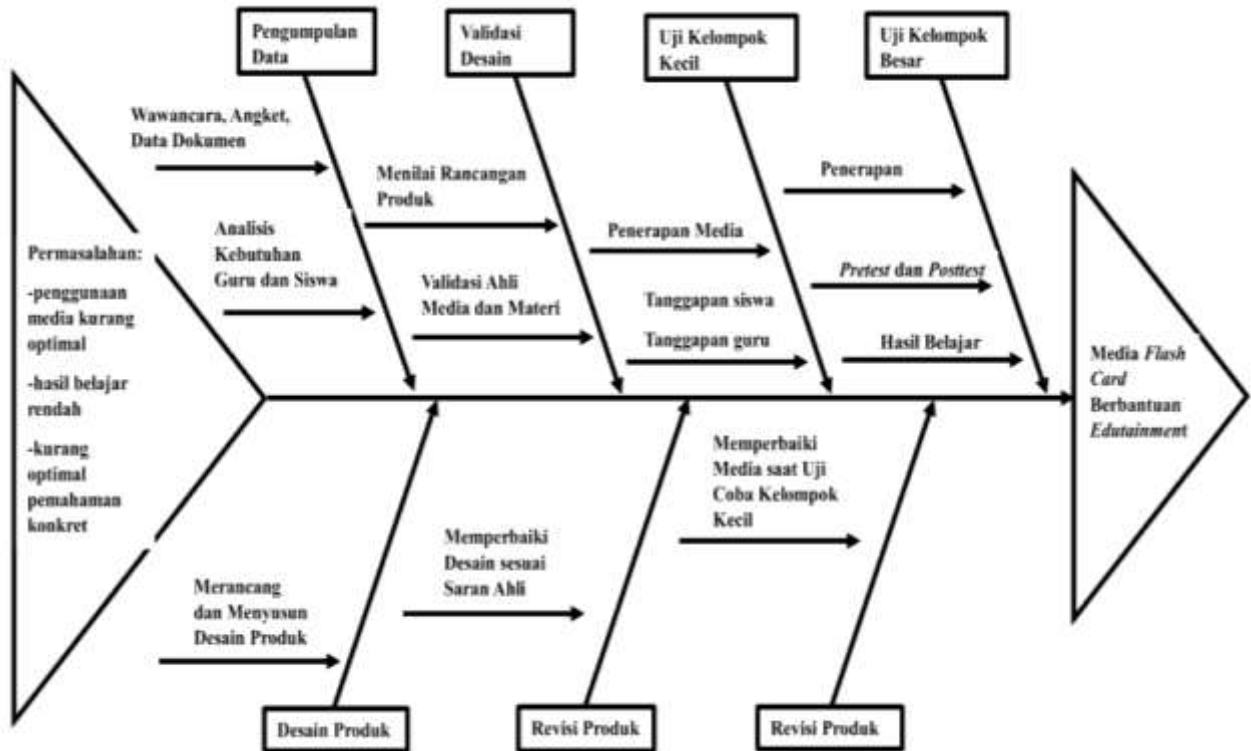 Pengumpulan
Data
Validasi
Desain
Uji Kelompok
Kecil
Uji Kelompok
Besar
Wawancara, Angket,
Data Dokumen
Menilai Rancangan
Produk
Penerapan
Analisis
Kebutuhan
Guru dan Siswa
Penerapan Media
Validasi Ahli
Media dan Materi
Pretest dan Posttest
Tanggapan siswa
Tanggapan guru
Hasil Belajar
Permasalahan:
-penggunaan
media kurang
optimal
-hasil belajar
rendah
-kurang
optimal
pemahaman
konkret
Media Flash
Card
Berbantuan
Edutainment
Memperbaiki
Media saat Uji
Coba Kelompok
Kecil
Memperbaiki
Desain sesuai
Saran Ahli
Merancang
dan Menyusun
Desain Produk
Desain Produk
Revisi Produk
Revisi Produk